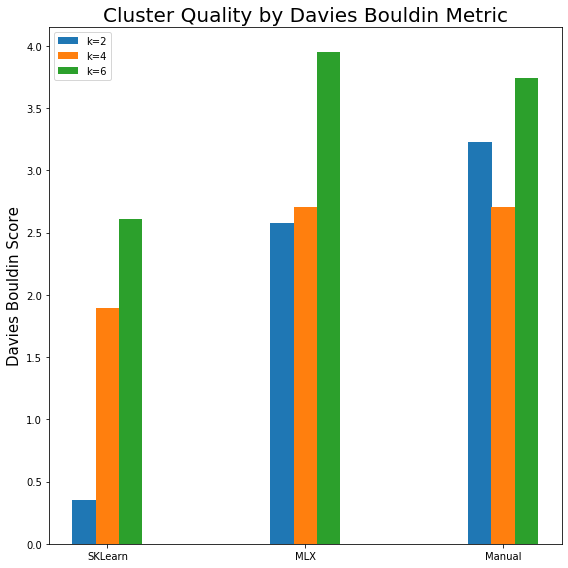 Cluster Quality by Davies Bouldin Metric
k=2
k=4
k=6
Davies Bouldin Score
4.0
3.5
3.0
2.5
2.0
1.5
1.0
0.5
0.0
SKLearn MLX Manual